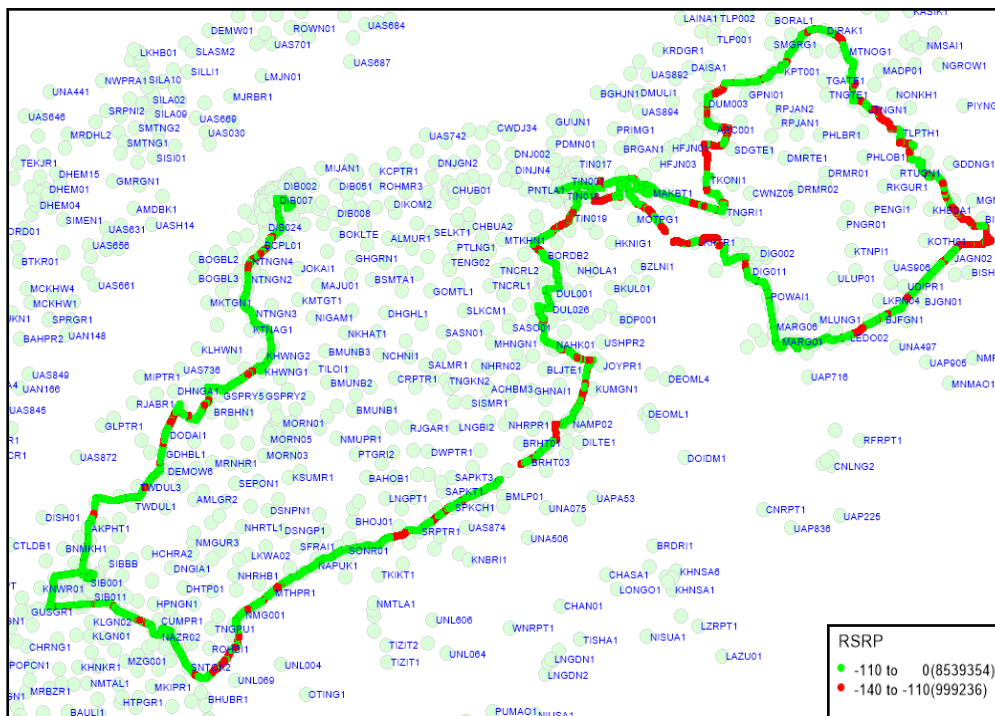 UAS684
DEMW01 ROWN01
LAINA1 TLP002 BORAL1 KASIK1
UAS701
TLP001 DIRAK1
LKHB01 SLASM2
SMGRG1 MTNOG1 NMSAI1
KRDGR1
UAS687
DAISA1 NGROW1
SILLI1 LMJN01
KPT001 MADP01
NWPRA1 SILA10
UAS892 TGATE1
UNA441
BGHJN1 DMULI1 GPNI01 TNGTE1 NONKH1
MJRBR1
SILA02
DUM003
SRPNI2 SILA09
UAS894 RPJAN2 PIYNG
UAS646 UAS669
GUIJN1 RPJAN1
SMTNG2
MRDHL2 UAS030
CWDJ34 PRIMG1 ABC001 PHLBR1 TLPTH1
SMTNG1
UAS742
PDMN01 BRGAN1 HFJN01 SDGTE1
SISI01
DNJ002 DMRTE1 PHLOB1
TEKJR1
DNJGN2 TIN017 HFJN03 GDDNG1
MIJAN1 KCPTR1
DINJN4 DRMR01 RTUGN1
DHEM15
DHEM01 GMRGN1 DIB002 DIB051 ROHMR3 CHUB01 PNTLA1 TIN00 TKONI1 DRMR02 RKGUR1
DIB007 MAKBT1 CWNZ05
DHEM04 AMDBK1 DIKOM2 TIN018 KHEBA1 MGM
SIMEN1 DIB008 TNGRI1 PENGI1
UAS631 UASH14 DIB024 CHBUA2 TIN019 MOTPG1 PNGR01
ORD01 BOKLTE SELKT1
UAS656 BCPL01 ALMUR1 MTKHN1 KOTH01
BTKR01 BOGBL2 NTNGN4 GHGRN1 PTLNG1 BORDB2 HKNIG1 DIG002 KTNPI1 JAGN02
JOKAI1 TENG02 BZLNI1 DIG011 UAS906 BISH
MCKHW4 UAS661 BOGBL3 NTNGN2 MAJU01 BSMTA1 TNCRL2 NHOLA1 ULUP01 UDIPR1
MCKHW1 MKTGN1 KMTGT1 GOMTL1 TNCRL1 DUL001 BKUL01 POWAI1 LKPN04 BJGN01
UKN1 SPRGR1 NTNGN3 NIGAM1 DHGHL1 SLKCM1 DUL026 BDP001 MLUNG1 BJFGN1
BAHPR2 UAN148 KTNAG1 NKHAT1 SASN01 SASO01 MARG06
KLHWN1 KHWNG2 BMUNB3 NCHNI1 MHNGN1 NAHK01 USHPR2 MARG01 LEDO02 UNA497
UAS849 UAS736 KHWNG1 TILOI1 SALMR1 NHRN02 BLJTE1 JOYPR1 UAP905
UAN166 MIPTR1 DHNGA1 BMUNB2 CRPTR1 TNGKN2 DEOML4 UAP716
UAS845 RJABR1 GSPRY5 GSPRY2 ACHBM3 GHNAI1 KUMGN1 MNMAO1
BRBHN1 BMUNB1 SISMR1 DEOML1
GLPTR1 MORN01 RJGAR1 LNGBI2 NHRPR1 NAMP02
DODAI1 MORN05 NMUPR1 BRHT01 DILTE1 RFRPT1
UAS872 GDHBL1 MORN03 PTGRI2 DWPTR1 BRHT03 DOIDM1 CNLNG2
DEMOW6 MRNHR1 KSUMR1 BAHOB1 SAPKT3
TWDUL3 SEPON1 SAPKT1 BMLP01 UAPA53
TWDUL1 AMLGR2 DSNPN1 LNGPT1 SPKCH1 UNA075 CNRPT1 UAP225
DISH01 NHRTL1 DSNGP1 BHOJ01 UAS874 UAP836
AKPHT1 NMGUR3 SFRAI1 SRPTR1 UNA506
CTLDB1 BNMKH1 HCHRA2 LKWA02 SONR01 BRDRI1
SIBBB DNGIA1 NHRHB1 NAPUK1 KNBRI1 CHASA1 KHNSA6
KNWR01 SIB001 DHTP01 MTHPR1 TKIKT1 LONGO1 KHNSA1
GUSGR1 SIB011 HPNGN1 NMG001 NMTLA1 CHAN01
KLGN02 CUMPR1 TNGPU1 UNL606 WNRPT1 LZRPT1
CHRNG1 KLGN01 NAZR02 ROHBI1 TIZIT2 TISHA1 NISUA1
POPCN1 KHNKR1 MZG001 SNTGK2 UNL004 TIZIT1 UNL064 LNGDN1 LAZU01
MRBZR1 NMTAL1 MKIPR1 UNL069 LNGDN2
HTPGR1 BHUBR1 OTING1
BAULI1 PUMAO1 NIUSA1
RSRP
-110 to 0(8539354)
-140 to -110(999236)